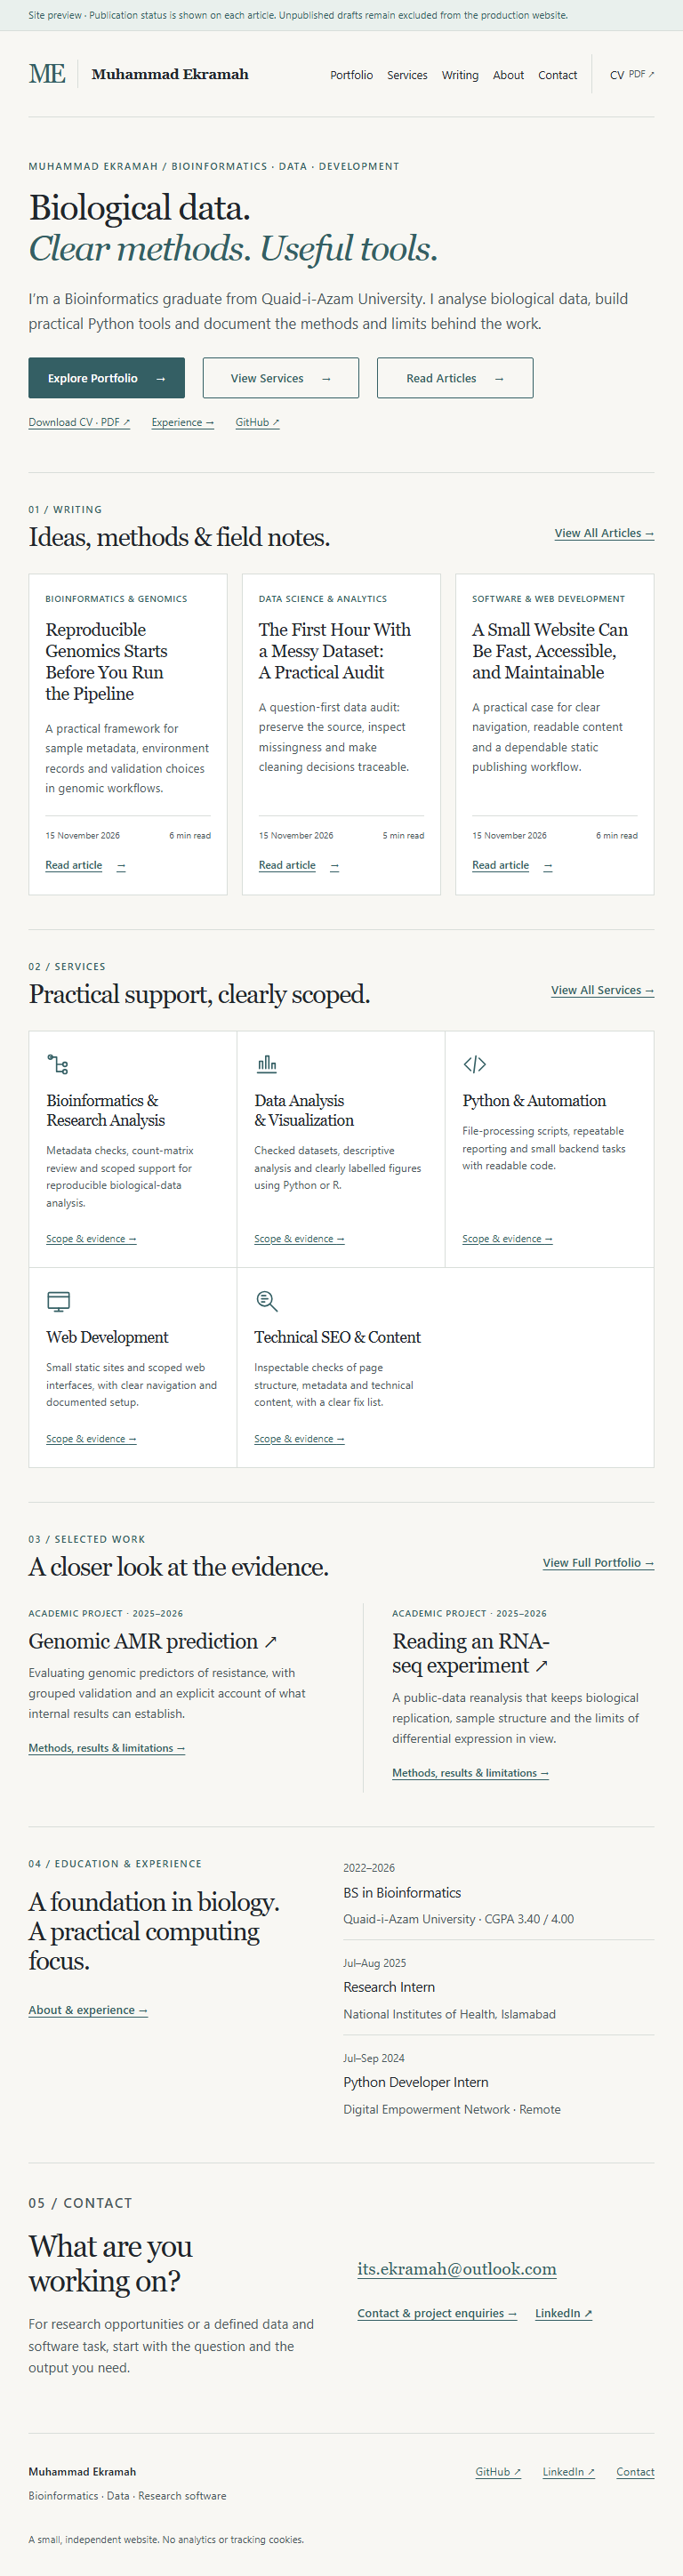 Site preview · Publication status is shown on each article. Unpublished drafts remain excluded from the production website.
ME
Muhammad Ekramah
Portfolio Services Writing About Contact CV PDF ↗
MUHAMMAD EKRAMAH / BIOINFORMATICS · DATA · DEVELOPMENT
Biological data.
Clear methods. Useful tools.
I'm a Bioinformatics graduate from Quaid-i-Azam University. I analyse biological data, build
practical Python tools and document the methods and limits behind the work.
Explore Portfolio →
View Services →
Read Articles →
Download CV · PDF ↗
Experience →
GitHub ↗
01 / WRITING
Ideas, methods & field notes.
View All Articles →
BIOINFORMATICS & GENOMICS
Reproducible
Genomics Starts
Before You Run
the Pipeline
A practical framework for
sample metadata, environment
records and validation choices
in genomic workflows.
15 November 2026
6 min read
Read article →
DATA SCIENCE & ANALYTICS
The First Hour With
a Messy Dataset:
A Practical Audit
A question-first data audit:
preserve the source, inspect
missingness and make
cleaning decisions traceable.
15 November 2026
5 min read
Read article →
SOFTWARE & WEB DEVELOPMENT
A Small Website Can
Be Fast, Accessible,
and Maintainable
A practical case for clear
navigation, readable content
and a dependable static
publishing workflow.
15 November 2026
6 min read
Read article →
02 / SERVICES
Practical support, clearly scoped.
View All Services →
Bioinformatics &
Research Analysis
Metadata checks, count-matrix
review and scoped support for
reproducible biological-data
analysis.
Scope & evidence →
Data Analysis
& Visualization
Checked datasets, descriptive
analysis and clearly labelled figures
using Python or R.
Scope & evidence →
Python & Automation
File-processing scripts, repeatable
reporting and small backend tasks
with readable code.
Scope & evidence →
Web Development
Small static sites and scoped web
interfaces, with clear navigation and
documented setup.
Scope & evidence →
Technical SEO & Content
Inspectable checks of page
structure, metadata and technical
content, with a clear fix list.
Scope & evidence →
03 / SELECTED WORK
A closer look at the evidence.
View Full Portfolio →
ACADEMIC PROJECT · 2025–2026
Genomic AMR prediction ↗
Evaluating genomic predictors of resistance, with
grouped validation and an explicit account of what
internal results can establish.
Methods, results & limitations →
ACADEMIC PROJECT · 2025–2026
Reading an RNA-
seq experiment ↗
A public-data reanalysis that keeps biological
replication, sample structure and the limits of
differential expression in view.
Methods, results & limitations →
04 / EDUCATION & EXPERIENCE
A foundation in biology.
A practical computing
focus.
About & experience →
2022–2026
BS in Bioinformatics
Quaid-i-Azam University · CGPA 3.40 / 4.00
Jul–Aug 2025
Research Intern
National Institutes of Health, Islamabad
Jul–Sep 2024
Python Developer Intern
Digital Empowerment Network · Remote
05 / CONTACT
What are you
working on?
For research opportunities or a defined data and
software task, start with the question and the
output you need.
its.ekramah@outlook.com
Contact & project enquiries →
LinkedIn ↗
Muhammad Ekramah
Bioinformatics · Data · Research software
GitHub ↗
LinkedIn ↗
Contact
A small, independent website. No analytics or tracking cookies.